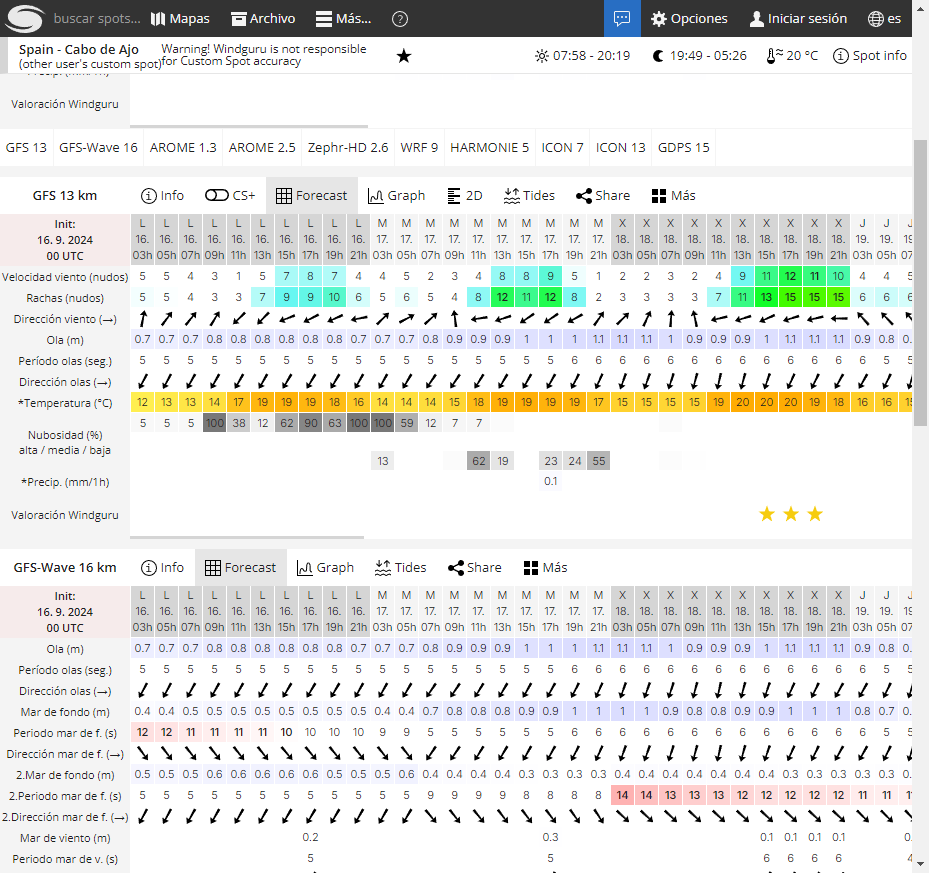 buscar spots... Mapas Archivo Más... ? Opciones Iniciar sesión es
Spain - Cabo de Ajo
(other user's custom spot)
Warning! Windguru is not responsible
for Custom Spot accuracy
07:58 - 20:19 19:49 - 05:26 20 °C Spot info
Valoración Windguru
GFS 13 GFS-Wave 16 AROME 1.3 AROME 2.5 Zephr-HD 2.6 WRF 9 HARMONIE 5 ICON 7 ICON 13 GDPS 15
GFS 13 km Info CS+ Forecast Graph 2D Tides Share Más
Init: L L L L L L L L L L M M M M M M M M M M X X X X X X X X X X J J J
16. 9. 2024 16. 16. 16. 16. 16. 16. 16. 16. 16. 16. 17. 17. 17. 17. 17. 17. 17. 17. 17. 17. 18. 18. 18. 18. 18. 18. 18. 18. 18. 18. 19. 19. 19
00 UTC 03h 05h 07h 09h 11h 13h 15h 17h 19h 21h 03h 05h 07h 09h 11h 13h 15h 17h 19h 21h 03h 05h 07h 09h 11h 13h 15h 17h 19h 21h 03h 05h 07
Velocidad viento (nudos) 5 5 4 3 1 5 7 8 7 4 4 5 2 3 4 8 8 9 5 1 2 2 3 2 4 9 11 12 11 10 4 4 5
Rachas (nudos) 5 5 4 3 3 7 9 9 10 6 5 6 5 4 8 12 11 12 8 2 3 3 3 3 7 11 13 15 15 15 6 6 6
Dirección viento (→)
Ola (m) 0.7 0.7 0.7 0.8 0.8 0.8 0.8 0.8 0.8 0.7 0.7 0.7 0.8 0.9 0.9 0.9 1 1 1 1.1 1.1 1.1 1 0.9 0.9 0.9 1 1.1 1.1 1.1 0.9 0.8 0.
Período olas (seg.) 5 5 5 5 5 5 5 5 5 5 5 5 5 5 5 5 5 5 6 6 6 6 6 6 6 6 6 6 6 6 6 5 5
Dirección olas (→)
*Temperatura (°C) 12 13 13 14 17 19 19 19 18 16 14 14 14 15 18 19 19 19 19 17 15 15 15 15 19 20 20 20 19 18 16 16 15
5 5 5 100 38 12 62 90 63 100 100 59 12 7 7
Nubosidad (%)
alta / media / baja
13 62 19 23 24 55
*Precip. (mm/1h) 0.1
Valoración Windguru
GFS-Wave 16 km Info Forecast Graph Tides Share Más
Init: L L L L L L L L L L M M M M M M M M M M X X X X X X X X X X J J J
16. 9. 2024 16. 16. 16. 16. 16. 16. 16. 16. 16. 16. 17. 17. 17. 17. 17. 17. 17. 17. 17. 17. 18. 18. 18. 18. 18. 18. 18. 18. 18. 18. 19. 19. 19
00 UTC 03h 05h 07h 09h 11h 13h 15h 17h 19h 21h 03h 05h 07h 09h 11h 13h 15h 17h 19h 21h 03h 05h 07h 09h 11h 13h 15h 17h 19h 21h 03h 05h 07
Ola (m) 0.7 0.7 0.7 0.8 0.8 0.8 0.8 0.8 0.8 0.7 0.7 0.7 0.8 0.9 0.9 0.9 1 1 1 1.1 1.1 1.1 1 0.9 0.9 0.9 1 1.1 1.1 1.1 0.9 0.8 0.
Período olas (seg.) 5 5 5 5 5 5 5 5 5 5 5 5 5 5 5 5 5 5 6 6 6 6 6 6 6 6 6 6 6 6 6 5 5
Dirección olas (→)
Mar de fondo (m) 0.4 0.4 0.5 0.5 0.5 0.5 0.5 0.5 0.5 0.5 0.4 0.4 0.7 0.8 0.8 0.8 0.9 0.9 1 1 1 1 0.9 0.8 0.8 0.9 0.9 1 1 1 0.8 0.7 0.
Periodo mar de f. (s) 12 12 11 11 11 11 10 10 10 10 9 9 5 5 5 5 5 5 6 6 6 6 6 6 6 6 6 6 6 6 6 5 5
Dirección mar de f. (→)
2.Mar de fondo (m) 0.5 0.5 0.5 0.6 0.6 0.6 0.6 0.5 0.5 0.5 0.5 0.6 0.4 0.4 0.4 0.4 0.3 0.3 0.3 0.3 0.4 0.4 0.4 0.4 0.4 0.4 0.4 0.3 0.3 0.3 0.3 0.3 0.
2.Periodo mar de f. (s) 5 5 5 5 5 5 5 5 5 5 5 5 9 9 9 9 8 8 8 8 14 14 13 13 13 12 12 12 12 12 11 11 1
2.Dirección mar de f. (→)
Mar de viento (m) 0.2 0.3 0.1 0.1 0.1 0.1 0.
Periodo mar de v. (s) 5 5 6 6 6 6 4